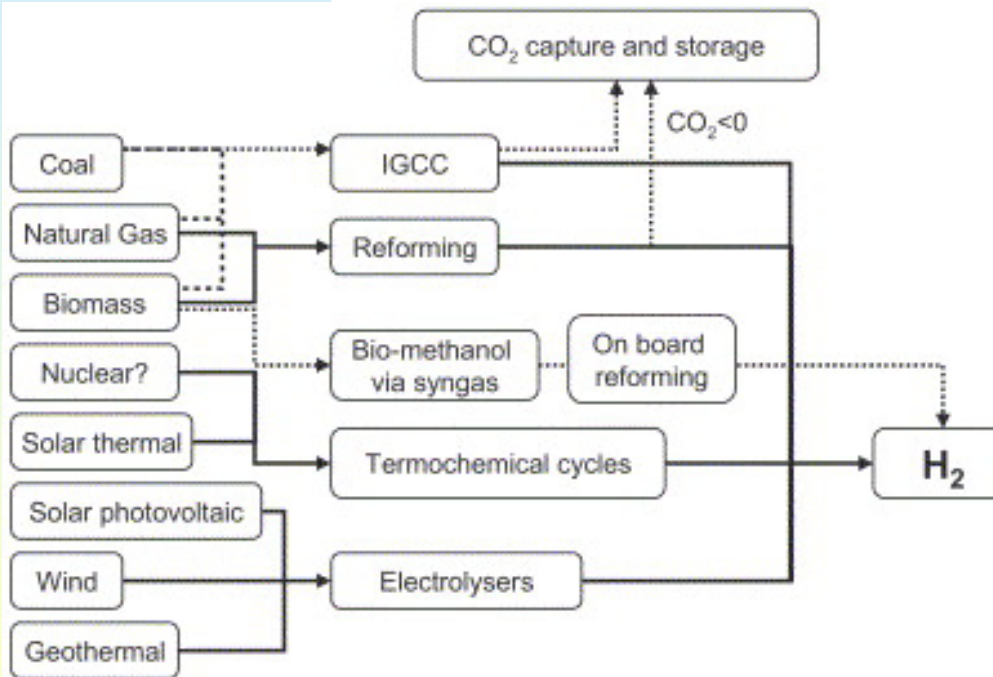 CO₂ capture and storage
CO₂<0
Coal
IGCC
Natural Gas
Reforming
Biomass
Bio-methanol
via syngas
On board
reforming
Nuclear?
Solar thermal
Termochemical cycles
H₂
Solar photovoltaic
Wind
Electrolysers
Geothermal